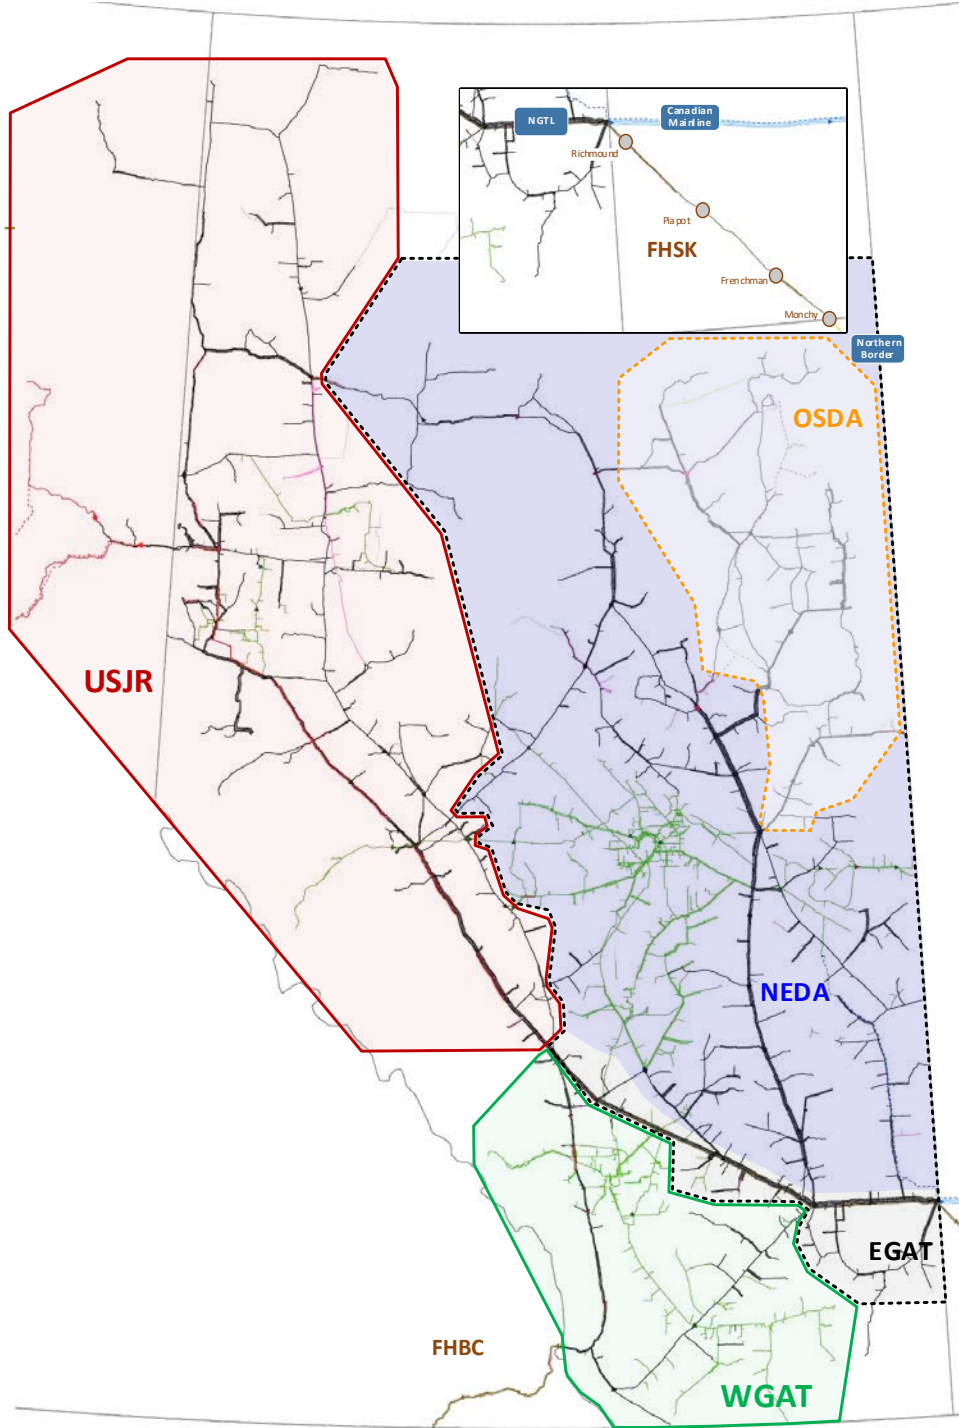 NGTL
Canadian
Mainline
Richmound
Piapot
FHSK
Frenchman
Monchy
Northern
Border
OSDA
USJR
NEDA
EGAT
FHBC
WGAT